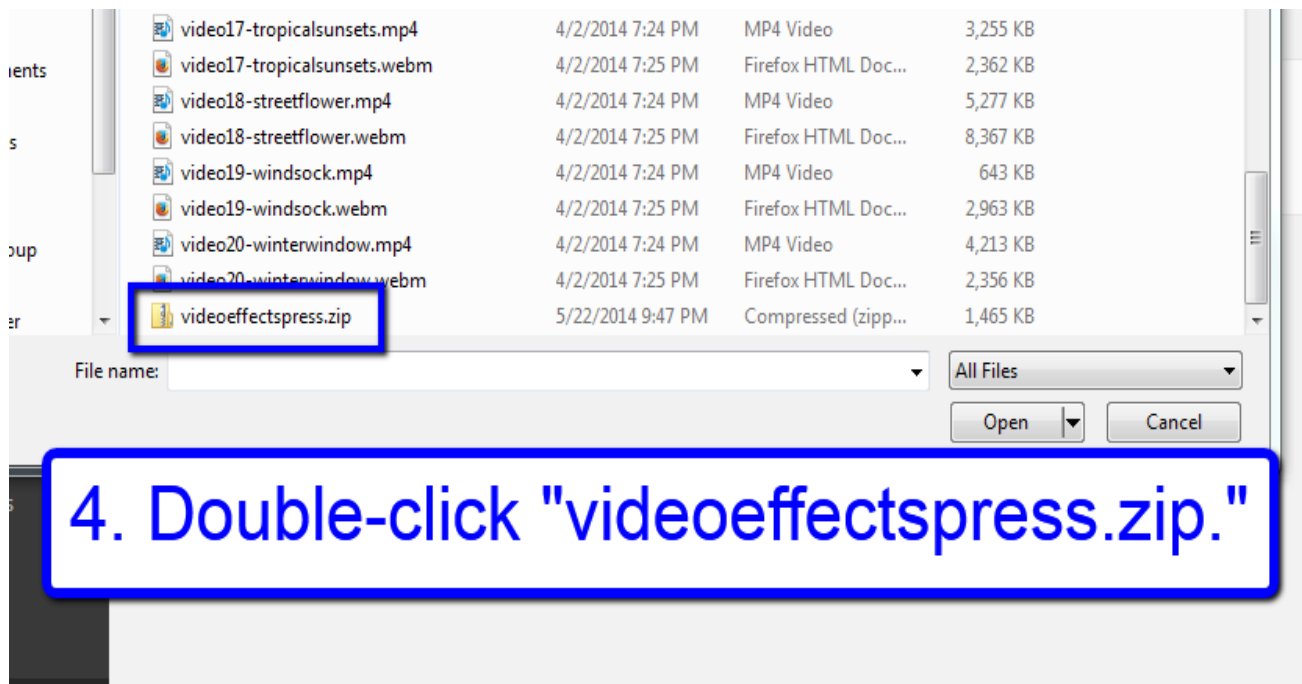 video17-tropicalsunsets.mp4 4/2/2014 7:24 PM MP4 Video 3,255 KB
ents video17-tropicalsunsets.webm 4/2/2014 7:25 PM Firefox HTML Doc... 2,362 KB
video18-streetflower.mp4 4/2/2014 7:24 PM MP4 Video 5,277 KB
s video18-streetflower.webm 4/2/2014 7:25 PM Firefox HTML Doc... 8,367 KB
video19-windsock.mp4 4/2/2014 7:24 PM MP4 Video 643 KB
video19-windsock.webm 4/2/2014 7:25 PM Firefox HTML Doc... 2,963 KB
oup video20-winterwindow.mp4 4/2/2014 7:24 PM MP4 Video 4,213 KB
video20-winterwindow.webm 4/2/2014 7:25 PM Firefox HTML Doc... 2,356 KB
er videoeffectspress.zip 5/22/2014 9:47 PM Compressed (zipp... 1,465 KB
File name: All Files
Open Cancel
s
4. Double-click "videoeffectspress.zip."